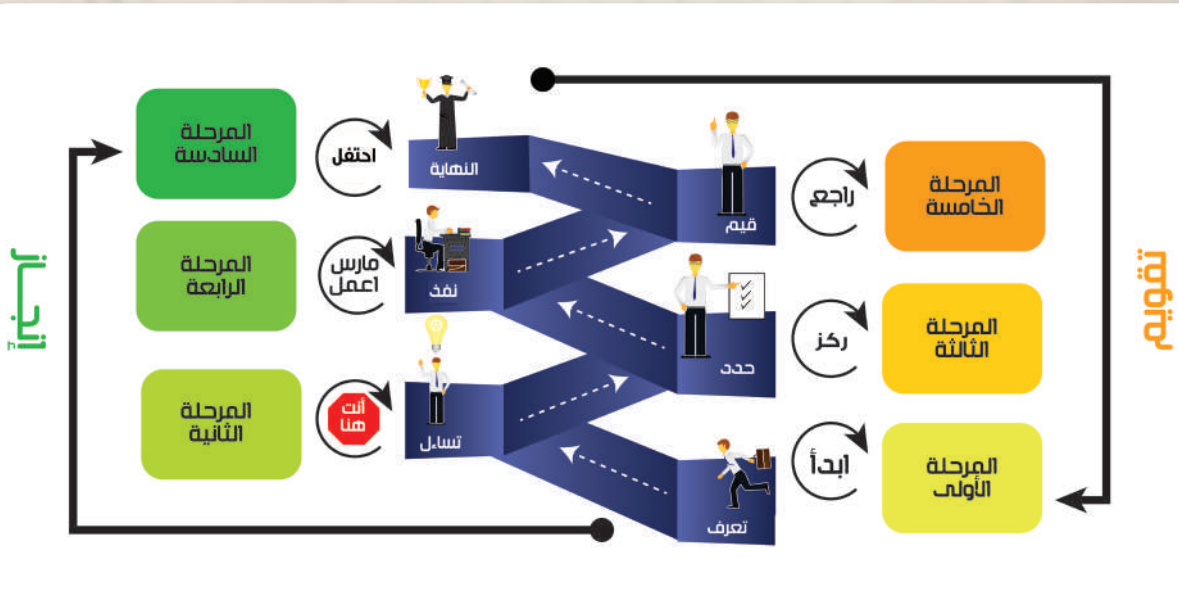 المرحلة
الأولى
ابدأ
تعرف
المرحلة
الثانية
أنت
هنا
تساءل
المرحلة
الثالثة
ركز
حدد
المرحلة
الرابعة
مارس
اعمل
نفذ
المرحلة
الخامسة
راجع
قيم
المرحلة
السادسة
احتفل
النهاية
تقويم
إنجــاز